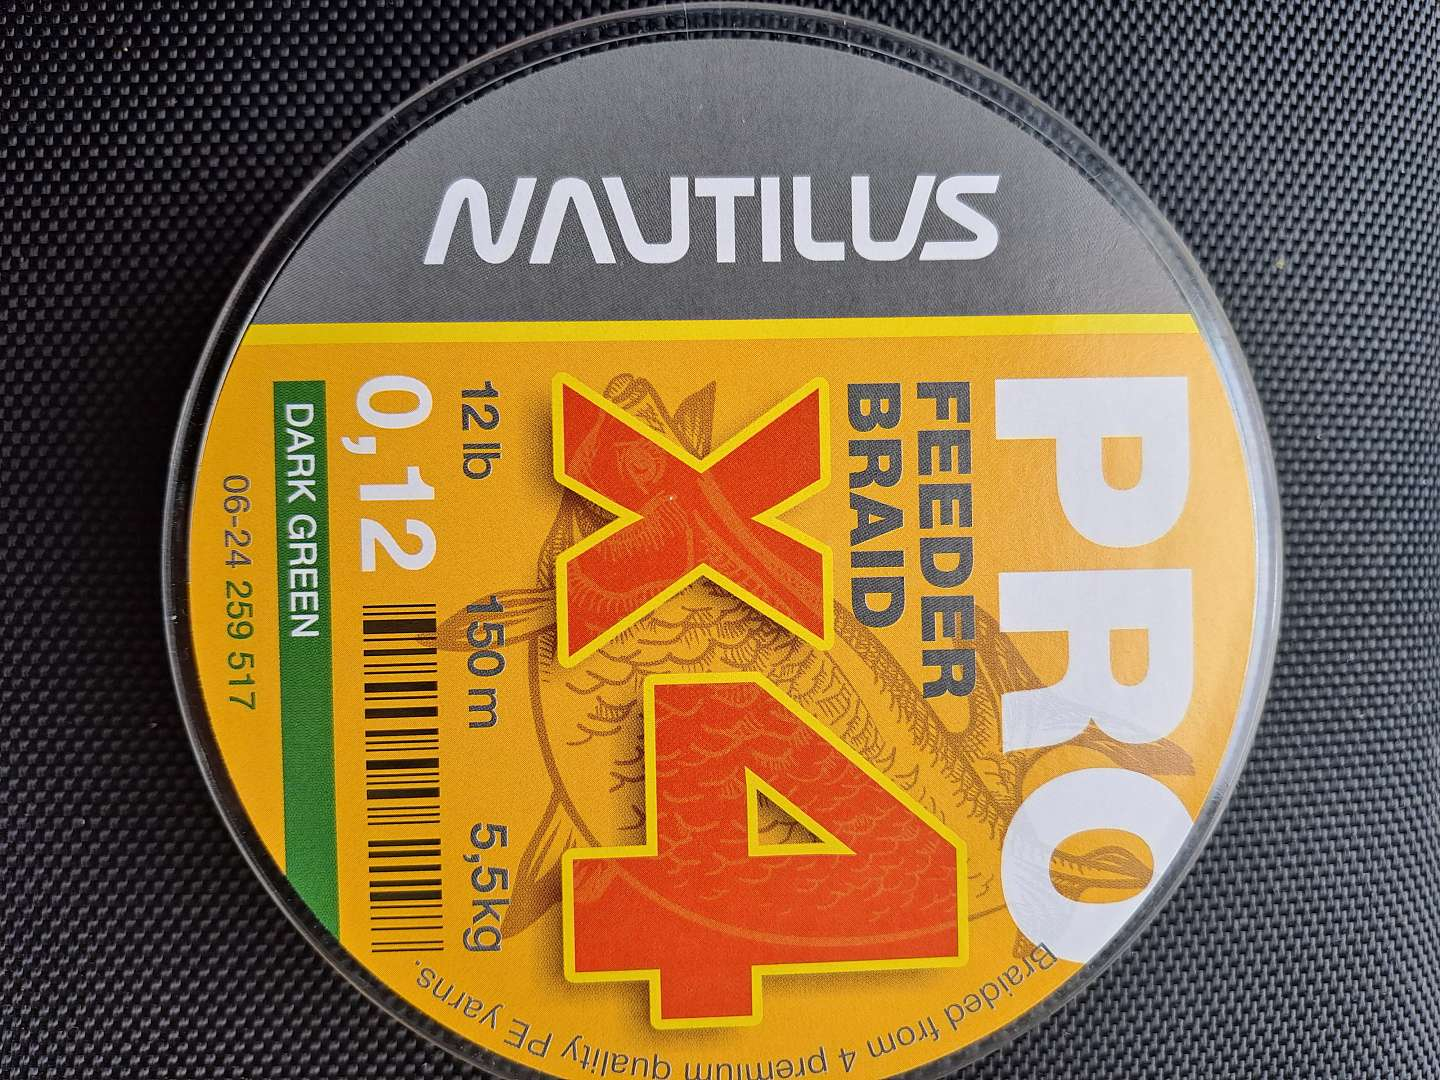 NAUTILUS
PRO
FEEDER
BRAID
X4
12 lb 150 m 5,5kg
0,12
DARK GREEN
06-24 259 517
Braided from 4 premium quality PE yarns.